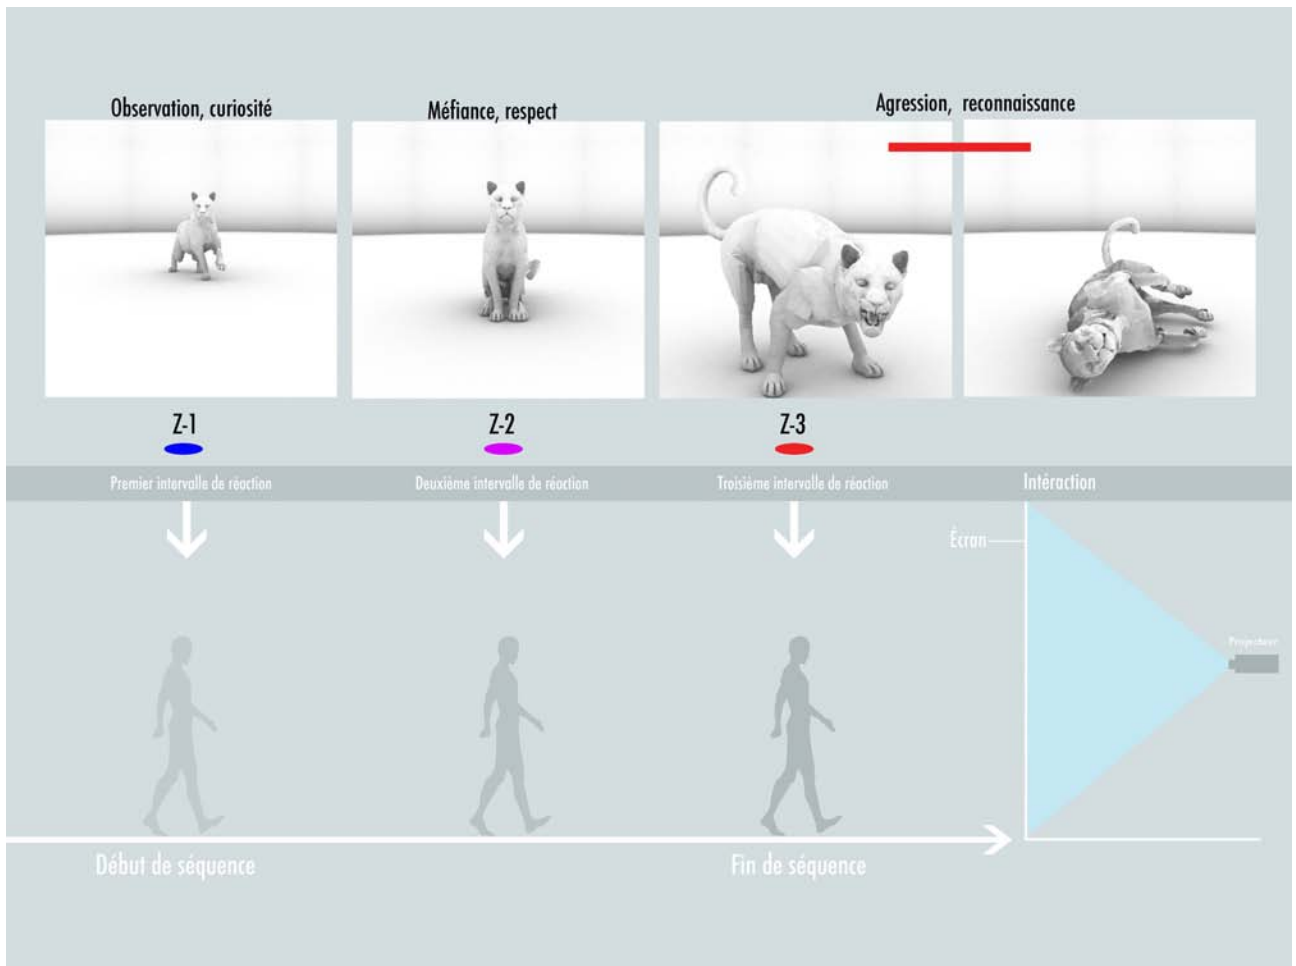 Observation, curiosité
Méfiance, respect
Agression, reconnaissance
Z-1
Z-2
Z-3
Premier intervalle de réaction
Deuxième intervalle de réaction
Troisième intervalle de réaction
Intéraction
Écran
Projecteur
Début de séquence
Fin de séquence